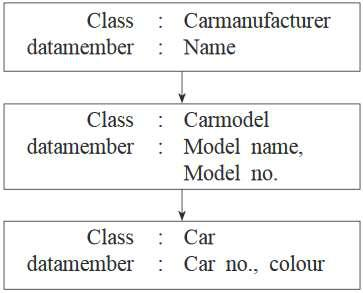 Class : Carmanufacturer
datamember : Name
Class : Carmodel
datamember : Model name,
Model no.
Class : Car
datamember : Car no., colour